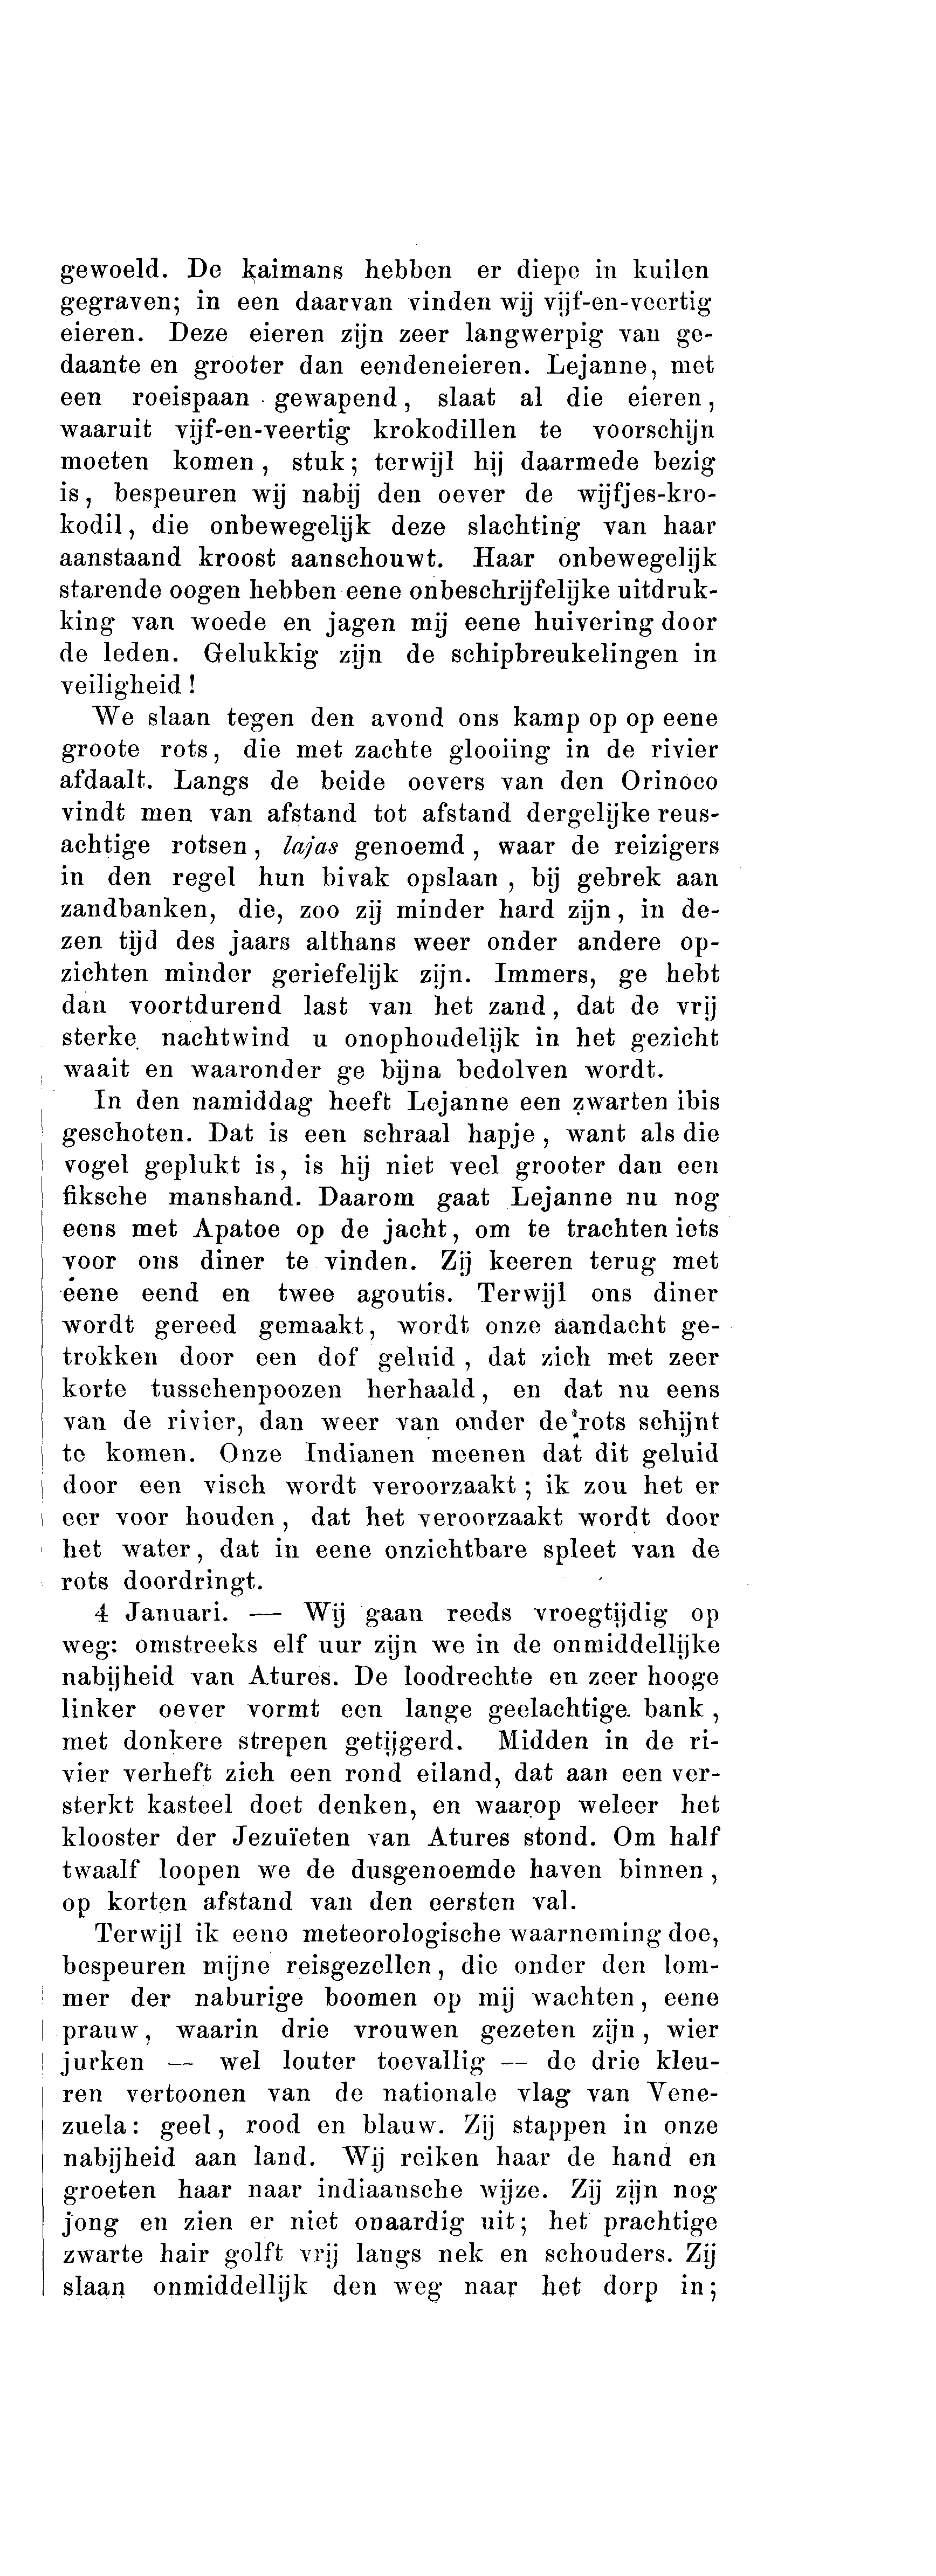 gewoeld. De kaimans hebben er diepe in kuilen
gegraven; in een daarvan vinden wij vijf-en-veertig
eieren. Deze eieren zijn zeer langwerpig van ge-
daante en grooter dan eendeneieren. Lejanne, met
een roeispaan gewapend, slaat al die eieren,
waaruit vijf-en-veertig krokodillen te voorschijn
moeten komen, stuk; terwijl hij daarmede bezig
is, bespeuren wij nabij den oever de wijfjes-kro-
kodil, die onbewegelijk deze slachting van haar
aanstaand kroost aanschouwt. Haar onbewegelijk
starende oogen hebben eene onbeschrijfelijke uitdruk-
king van woede en jagen mij eene huivering door
de leden. Gelukkig zijn de schipbreukelingen in
veiligheid!
We slaan tegen den avond ons kamp op op eene
groote rots, die met zachte glooiing in de rivier
afdaalt. Langs de beide oevers van den Orinoco
vindt men van afstand tot afstand dergelijke reus-
achtige rotsen, lajas genoemd, waar de reizigers
in den regel hun bivak opslaan, bij gebrek aan
zandbanken, die, zoo zij minder hard zijn, in de-
zen tijd des jaars althans weer onder andere op-
zichten minder geriefelijk zijn. Immers, ge hebt
dan voortdurend last van het zand, dat de vrij
sterke nachtwind u onophoudelijk in het gezicht
waait en waaronder ge bijna bedolven wordt.
In den namiddag heeft Lejanne een zwarten ibis
geschoten. Dat is een schraal hapje, want als die
vogel geplukt is, is hij niet veel grooter dan een
fiksche manshand. Daarom gaat Lejanne nu nog
eens met Apatoe op de jacht, om te trachten iets
voor ons diner te vinden. Zij keeren terug met
eene eend en twee agoutis. Terwijl ons diner
wordt gereed gemaakt, wordt onze aandacht ge-
trokken door een dof geluid, dat zich met zeer
korte tusschenpoozen herhaald, en dat nu eens
van de rivier, dan weer van onder de rots schijnt
te komen. Onze Indianen meenen dat dit geluid
door een visch wordt veroorzaakt; ik zou het er
eer voor houden, dat het veroorzaakt wordt door
het water, dat in eene onzichtbare spleet van de
rots doordringt.
4 Januari. — Wij gaan reeds vroegtijdig op
weg: omstreeks elf uur zijn we in de onmiddellijke
nabijheid van Atures. De loodrechte en zeer hooge
linker oever vormt een lange geelachtige bank,
met donkere strepen getijgerd. Midden in de ri-
vier verheft zich een rond eiland, dat aan een ver-
sterkt kasteel doet denken, en waarop weleer het
klooster der Jezuïeten van Atures stond. Om half
twaalf loopen we de dusgenoemde haven binnen,
op korten afstand van den eersten val.
Terwijl ik eene meteorologische waarneming doe,
bespeuren mijne reisgezellen, die onder den lom-
mer der naburige boomen op mij wachten, eene
prauw, waarin drie vrouwen gezeten zijn, wier
jurken — wel louter toevallig — de drie kleu-
ren vertoonen van de nationale vlag van Vene-
zuela: geel, rood en blauw. Zij stappen in onze
nabijheid aan land. Wij reiken haar de hand en
groeten haar naar indiaansche wijze. Zij zijn nog
jong en zien er niet onaardig uit; het prachtige
zwarte hair golft vrij langs nek en schouders. Zij
slaan onmiddellijk den weg naar het dorp in;